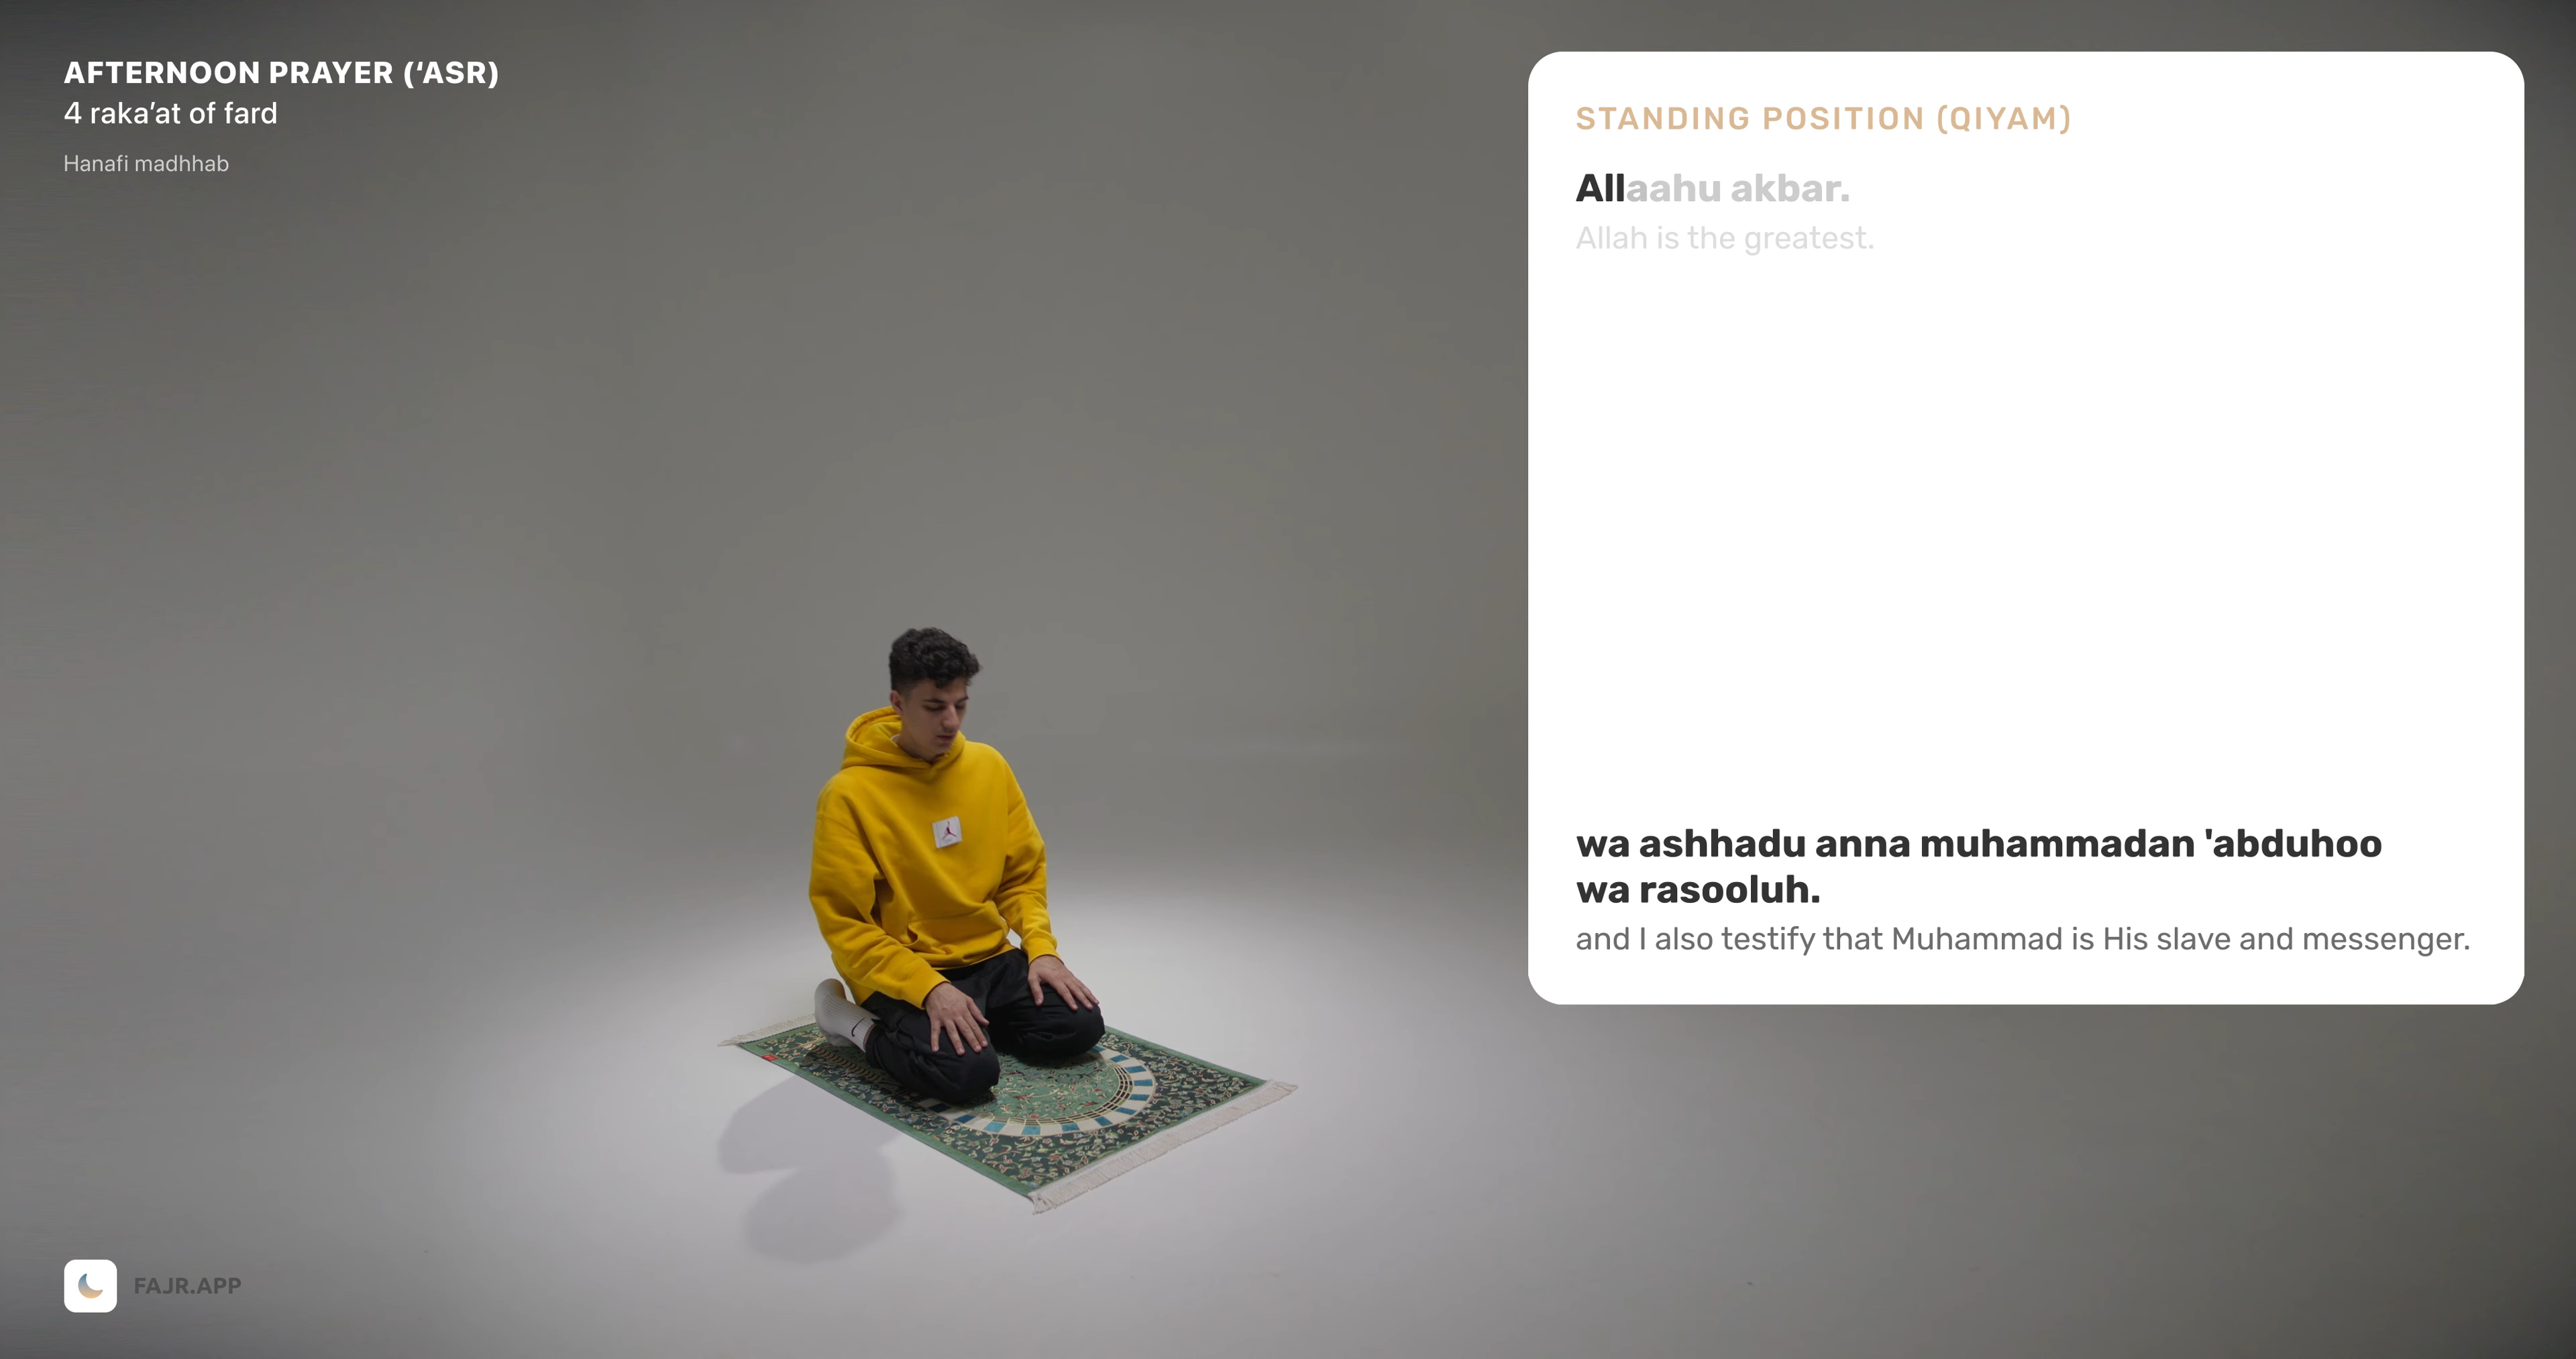 AFTERNOON PRAYER (‘ASR)
4 raka’at of fard
Hanafi madhhab
STANDING POSITION (QIYAM)
Allaahu akbar.
Allah is the greatest.
wa ashhadu anna muhammadan 'abduhoo
wa rasooluh.
and I also testify that Muhammad is His slave and messenger.
FAJR.APP